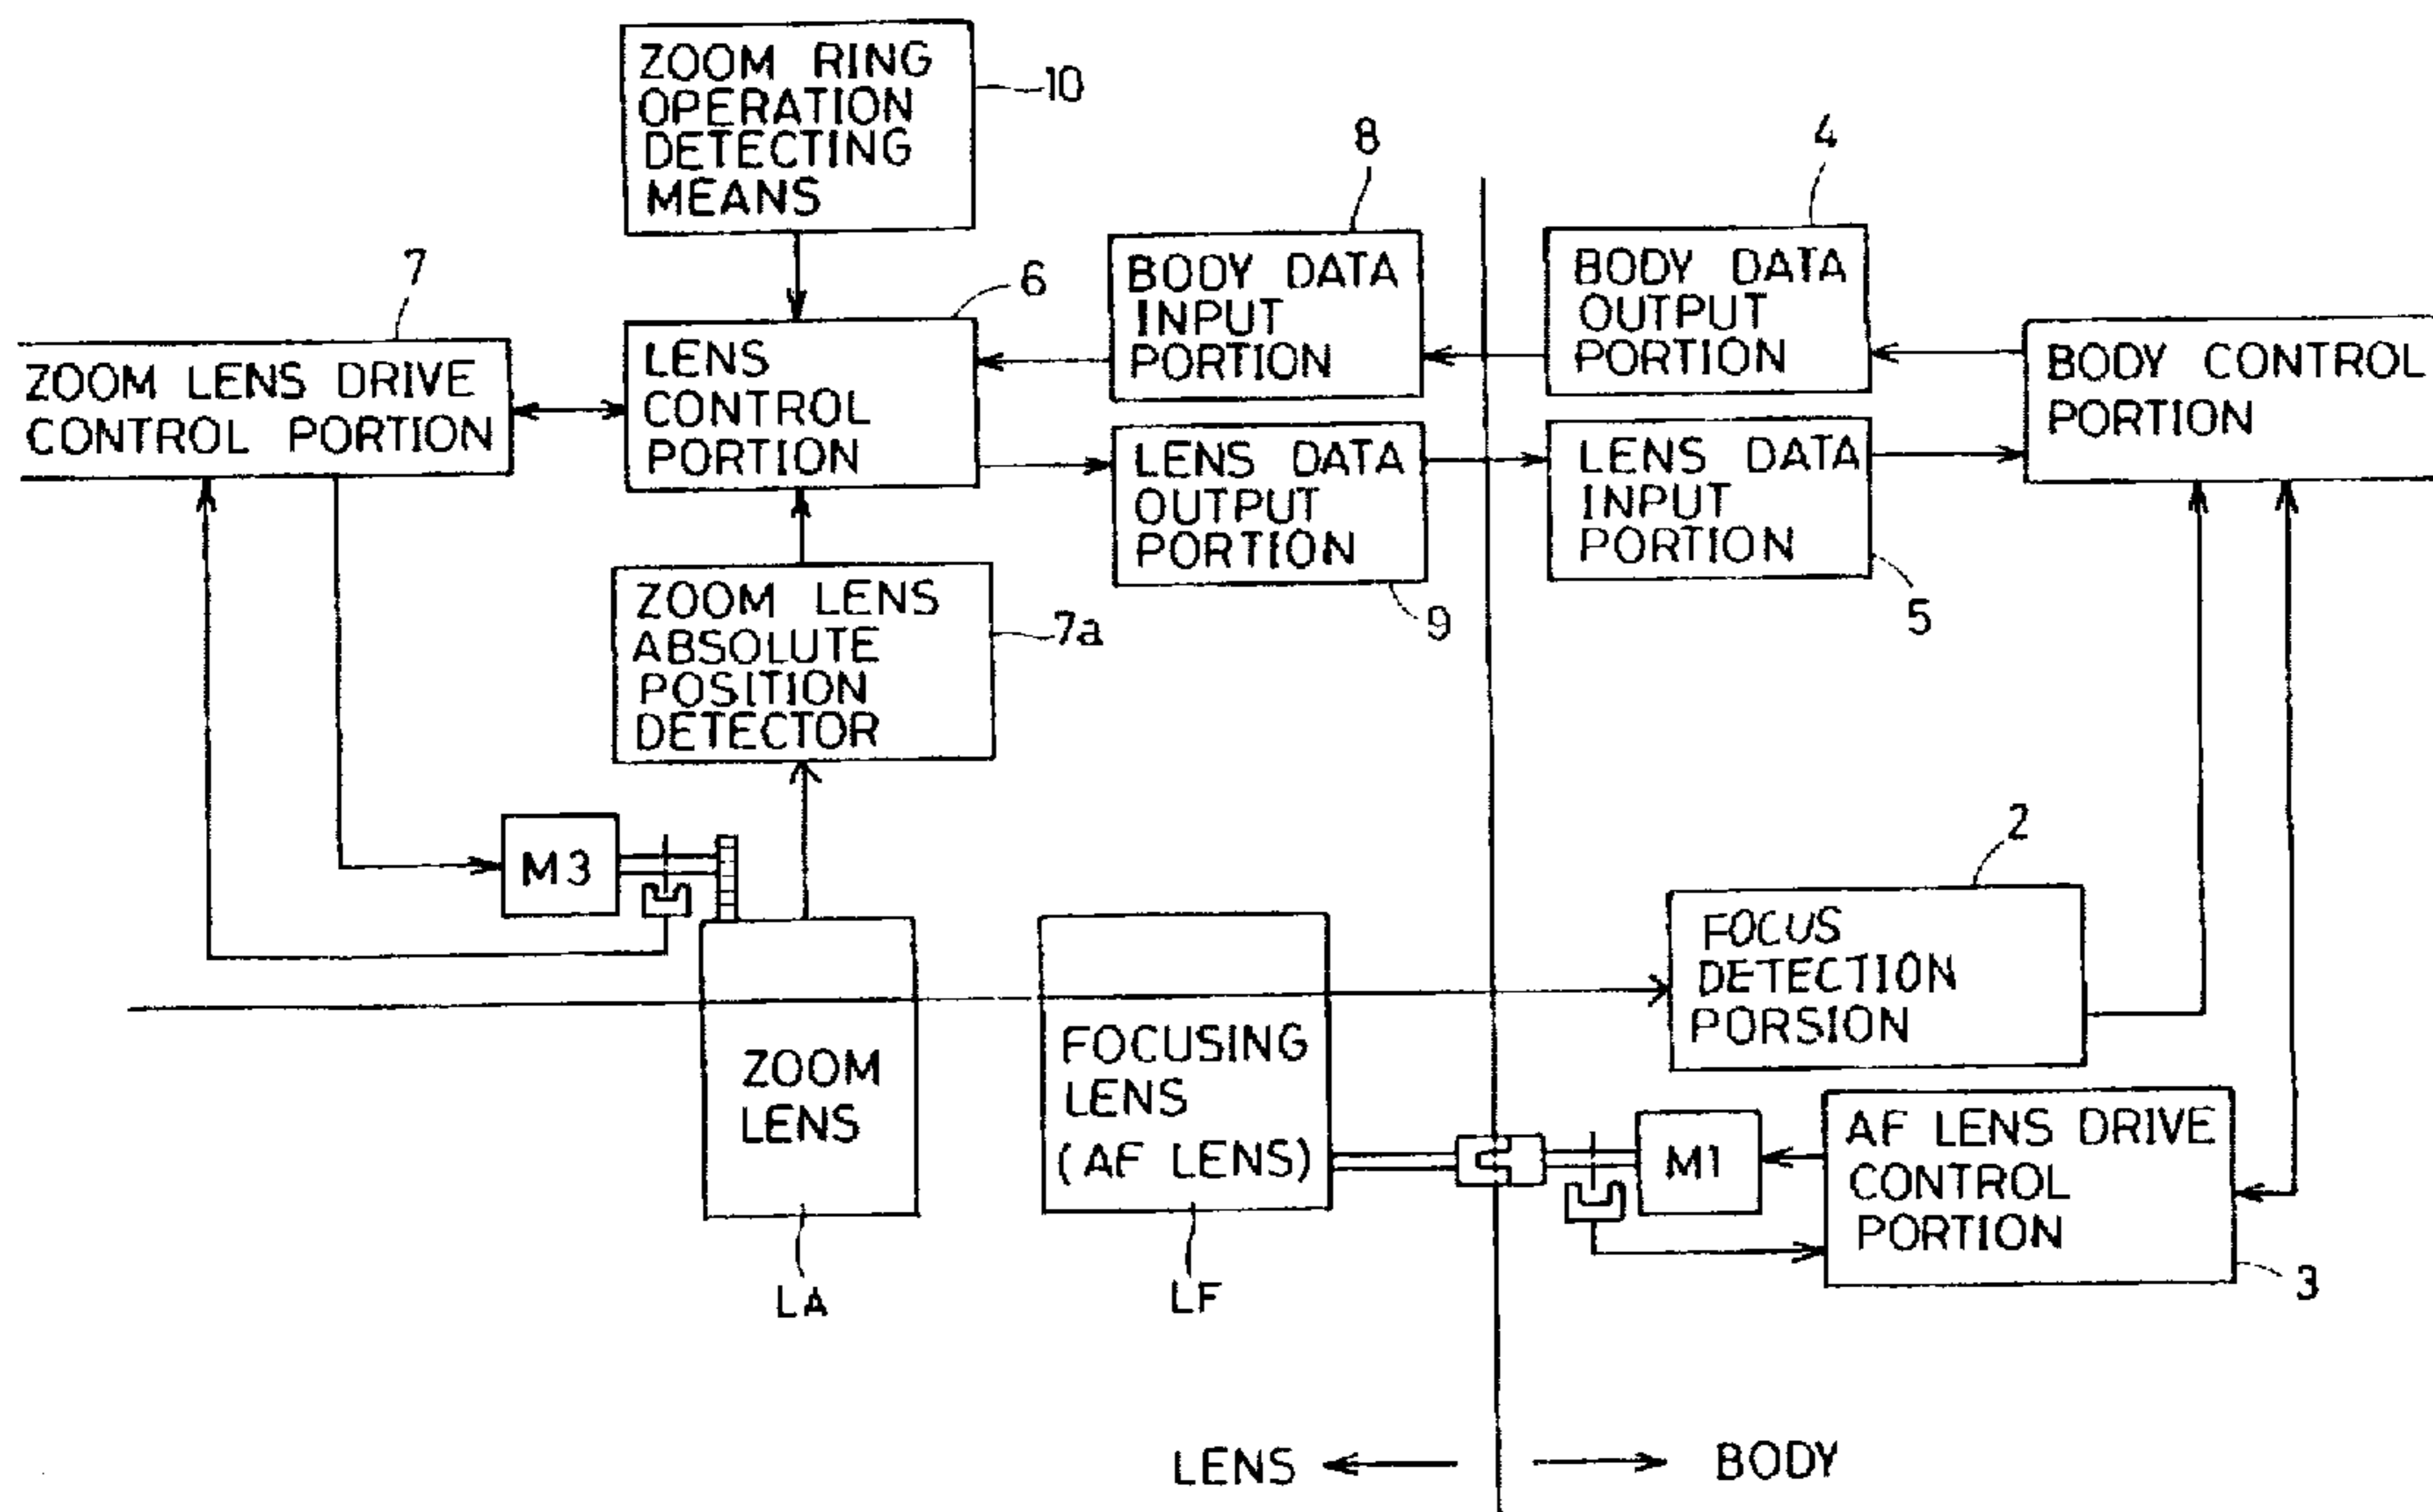 ZOOM RING
OPERATION
DETECTING
MEANS
10
8
4
7
6
BODY DATA
INPUT
PORTION
BODY DATA
OUTPUT
PORTION
ZOOM LENS DRIVE
CONTROL PORTION
LENS
CONTROL
PORTION
BODY CONTROL
PORTION
LENS DATA
OUTPUT
PORTION
LENS DATA
INPUT
PORTION
9
5
ZOOM LENS
ABSOLUTE
POSITION
DETECTOR
7a
M3
2
FOCUS
DETECTION
PORSION
ZOOM
LENS
FOCUSING
LENS
(AF LENS)
M1
AF LENS DRIVE
CONTROL
PORTION
3
LA
LF
LENS
BODY